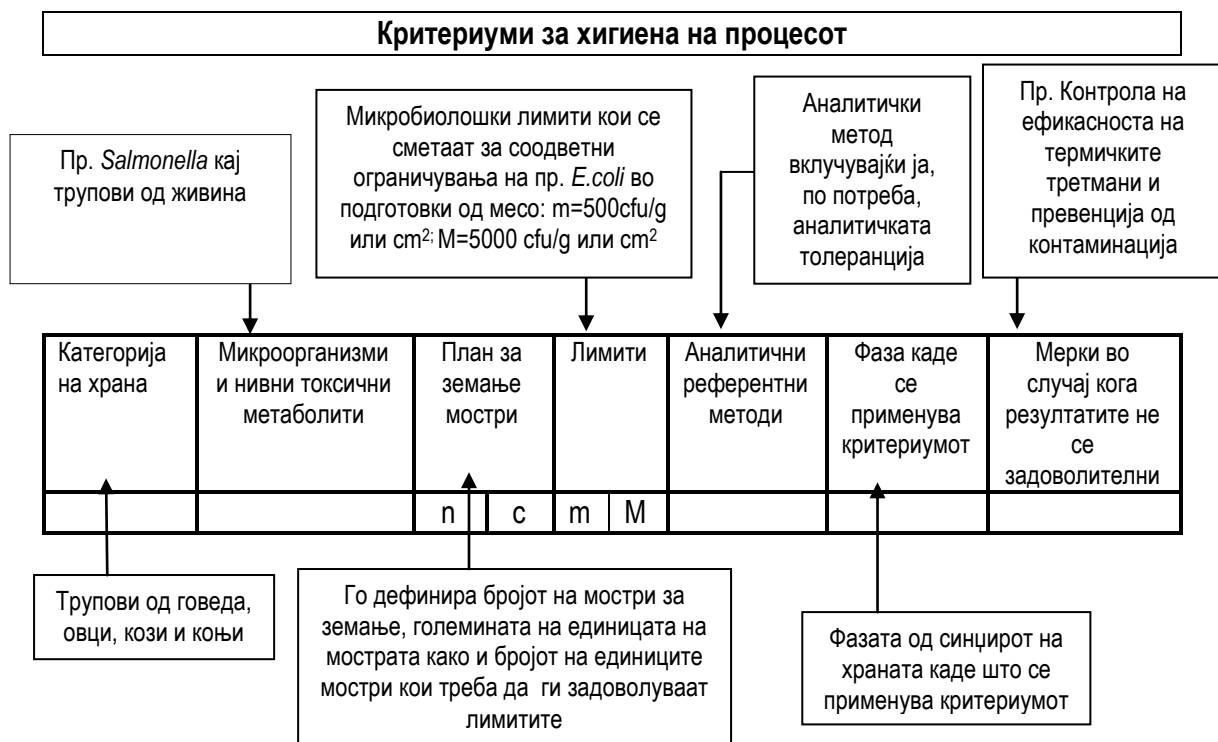 Критериуми за хигиена на процесот
Пр. Salmonella кај
трупови од живина
Микробиолошки лимити кои се
сметаат за соодветни
ограничувања на пр. E.coli во
подготовки од месо: m=500cfu/g
или cm2; M=5000 cfu/g или cm2
Аналитички
метод
вклучувајќи ја,
по потреба,
аналитичката
толеранција
Пр. Контрола на
ефикасноста на
термичките
третмани и
превенција од
контаминација
Категорија
на храна
Микроорганизми
и нивни токсични
метаболити
План за
земање
мостри
Лимити
Аналитични
референтни
методи
Фаза каде
се
применува
критериумот
Мерки во
случај кога
резултатите не
се
задоволителни
n c m M
Трупови од говеда,
овци, кози и коњи
Го дефинира бројот на мостри за
земање, големината на единицата на
мострата како и бројот на единиците
мостри кои треба да ги задоволуваат
лимитите
Фазата од синџирот на
храната каде што се
применува критериумот